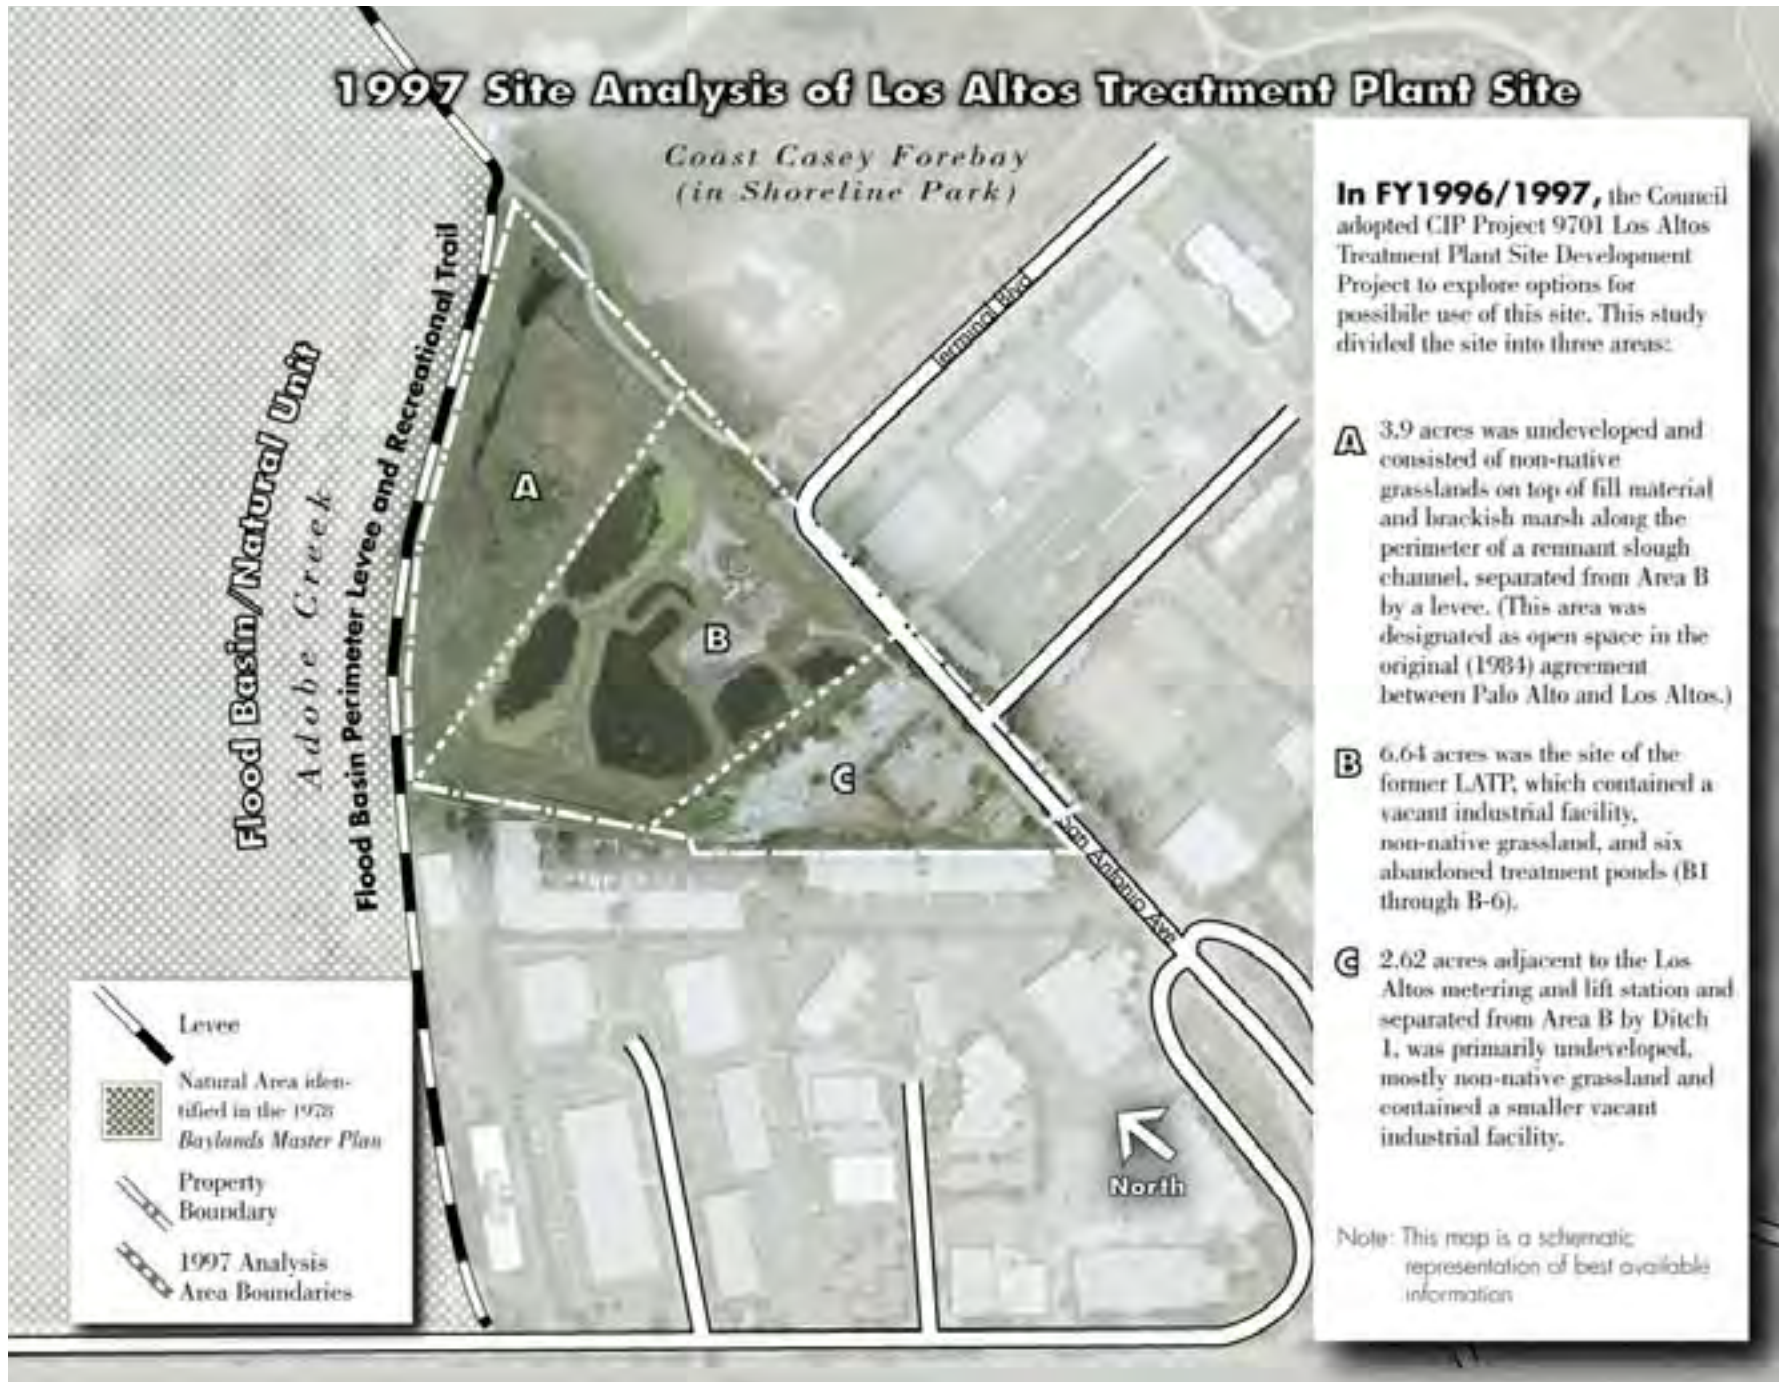 1997 Site Analysis of Los Altos Treatment Plant Site
Coast Casey Forebay
(in Shoreline Park)
Terminal Blvd
Flood Basin/Natural Unit
Adobe Creek
Flood Basin Perimeter Levee and Recreational Trail
A
B
C
San Antonio Ave
North
Levee
Natural Area iden-
tified in the 1978
Baylands Master Plan
Property
Boundary
1997 Analysis
Area Boundaries
In FY1996/1997, the Council
adopted CIP Project 9701 Los Altos
Treatment Plant Site Development
Project to explore options for
possibile use of this site. This study
divided the site into three areas:
A 3.9 acres was undeveloped and
consisted of non-native
grasslands on top of fill material
and brackish marsh along the
perimeter of a remnant slough
channel, separated from Area B
by a levee. (This area was
designated as open space in the
original (1984) agreement
between Palo Alto and Los Altos.)
B 6.64 acres was the site of the
former LATP, which contained a
vacant industrial facility,
non-native grassland, and six
abandoned treatment ponds (B1
through B-6).
C 2.62 acres adjacent to the Los
Altos metering and lift station and
separated from Area B by Ditch
1, was primarily undeveloped,
mostly non-native grassland and
contained a smaller vacant
industrial facility.
Note: This map is a schematic
representation of best available
information